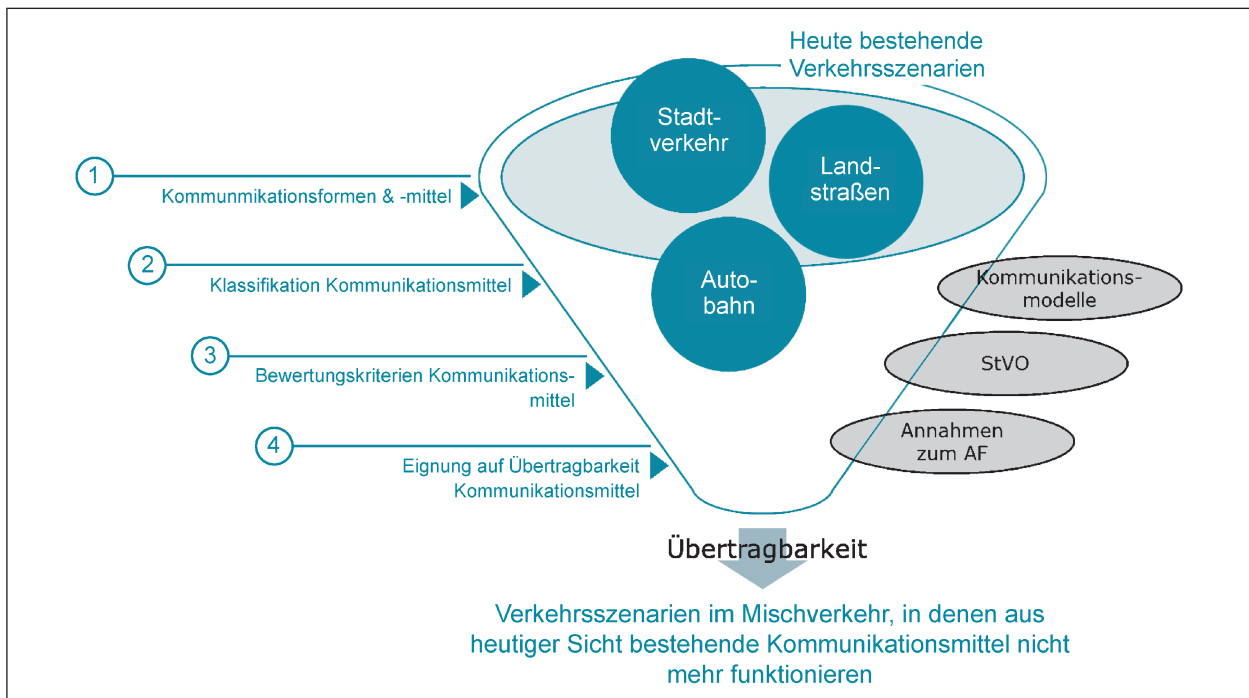 Heute bestehende
Verkehrsszenarien
Stadt-
verkehr
Land-
straßen
Auto-
bahn
1
Kommunmikationsformen & -mittel
2
Klassifikation Kommunikationsmittel
3
Bewertungskriterien Kommunikations-
mittel
4
Eignung auf Übertragbarkeit
Kommunikationsmittel
Kommunikations-
modelle
StVO
Annahmen
zum AF
Übertragbarkeit
Verkehrsszenarien im Mischverkehr, in denen aus
heutiger Sicht bestehende Kommunikationsmittel nicht
mehr funktionieren